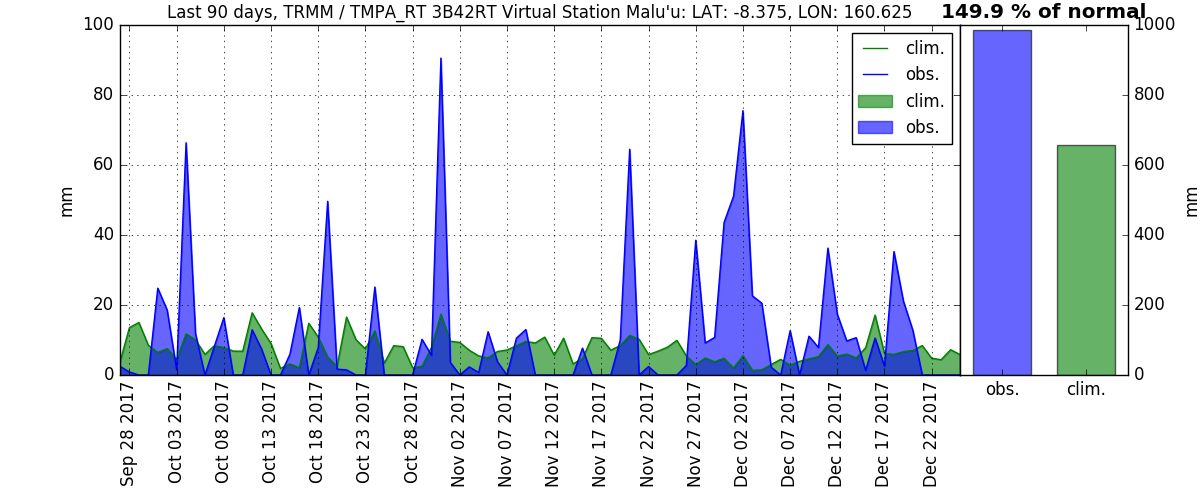 Last 90 days, TRMM / TMPA_RT 3B42RT Virtual Station Malu'u: LAT: -8.375, LON: 160.625
149.9 % of normal
clim.
obs.
clim.
obs.
mm
100
80
60
40
20
0
Sep 28 2017
Oct 03 2017
Oct 08 2017
Oct 13 2017
Oct 18 2017
Oct 23 2017
Oct 28 2017
Nov 02 2017
Nov 07 2017
Nov 12 2017
Nov 17 2017
Nov 22 2017
Nov 27 2017
Dec 02 2017
Dec 07 2017
Dec 12 2017
Dec 17 2017
Dec 22 2017
1000
800
600
400
200
0
mm
obs.
clim.